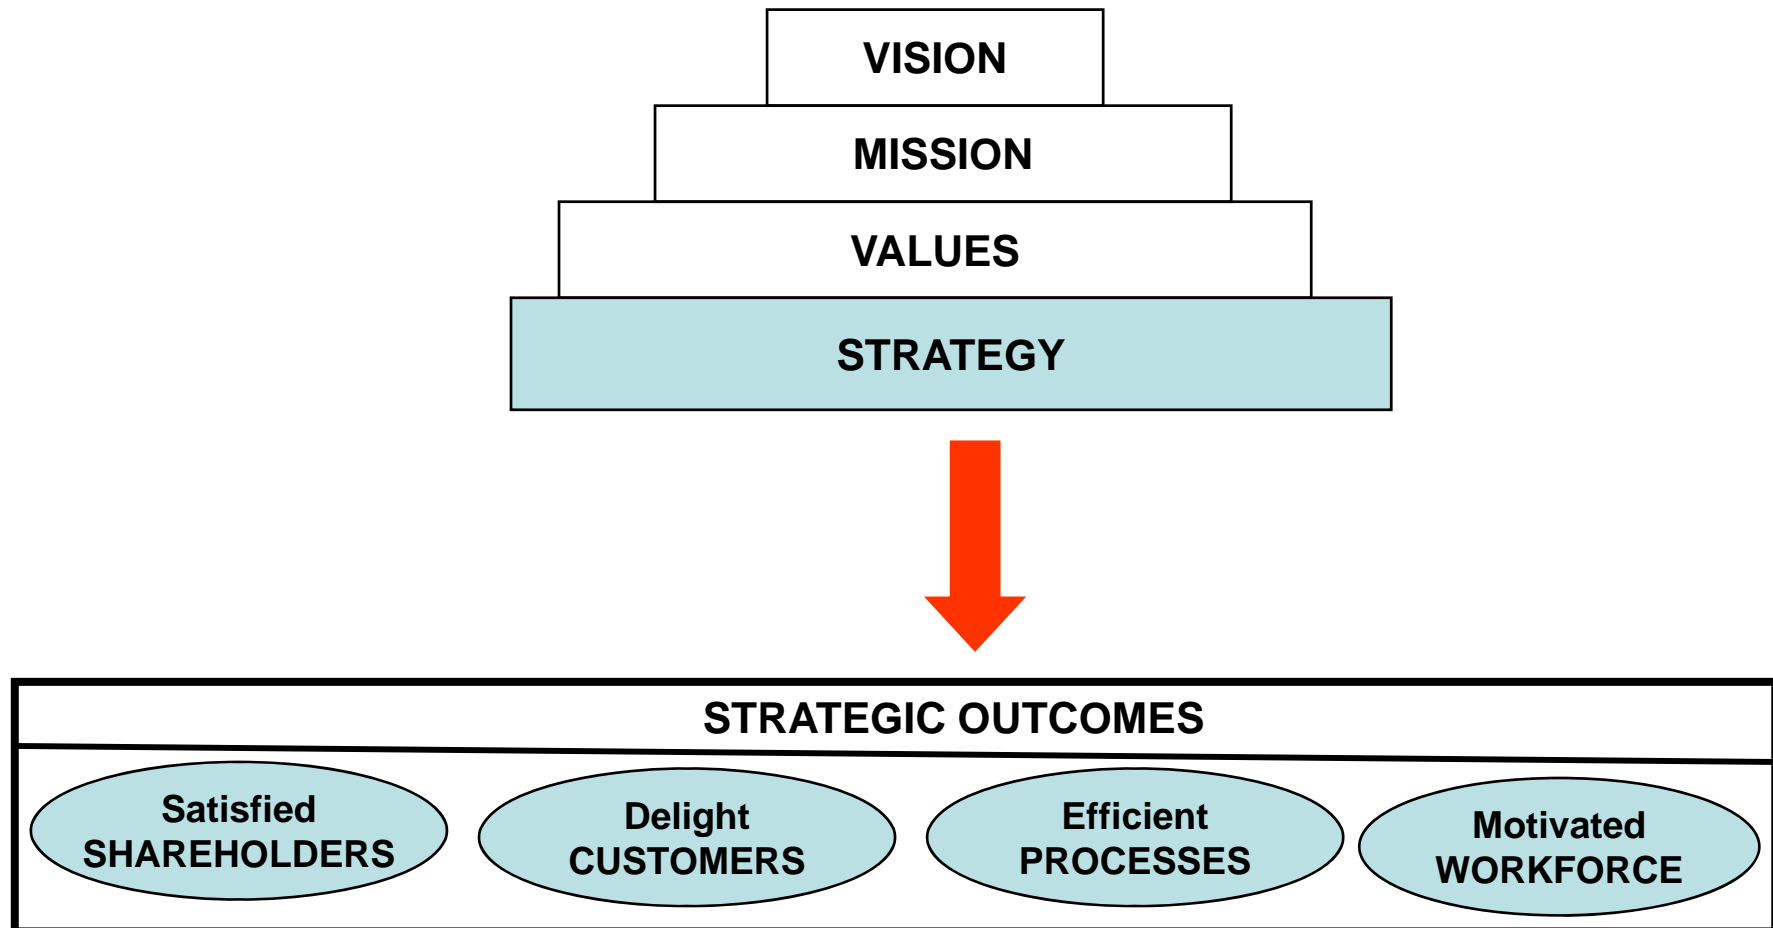 VISION
MISSION
VALUES
STRATEGY
STRATEGIC OUTCOMES
Satisfied
SHAREHOLDERS
Delight
CUSTOMERS
Efficient
PROCESSES
Motivated
WORKFORCE